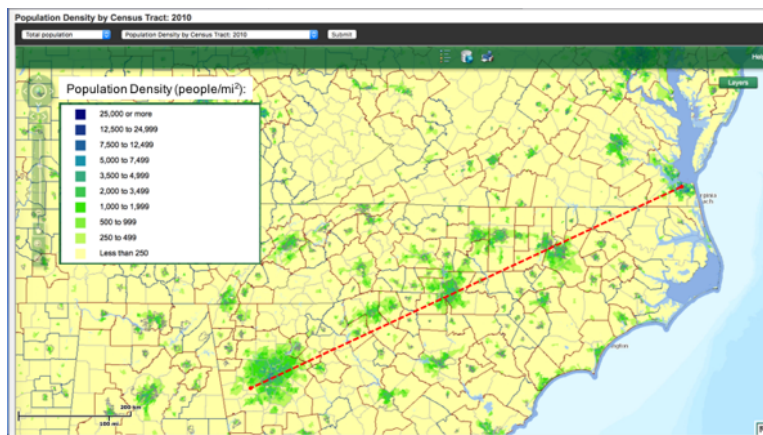 Population Density by Census Tract: 2010
Total population
Population Density by Census Tract: 2010
Submit
Help
Layers
Population Density (people/mi²):
25,000 or more
12,500 to 24,999
7,500 to 12,499
5,000 to 7,499
3,500 to 4,999
2,000 to 3,499
1,000 to 1,999
500 to 999
250 to 499
Less than 250
200 km
100 mi